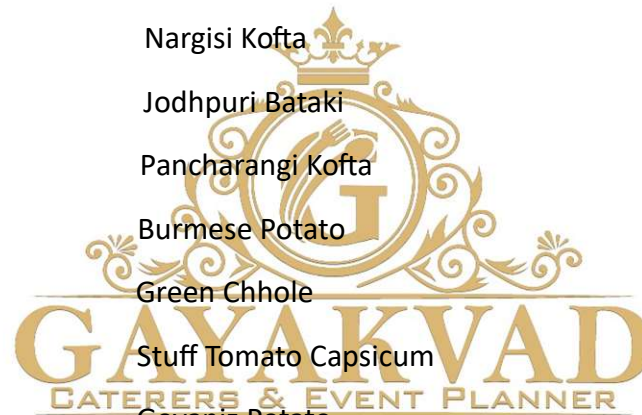 Nargisi Kofta
Jodhpuri Bataki
Pancharangi Kofta
G
Burmese Potato
Green Chhole
GAYAKVAD
Stuff Tomato Capsicum
CATERERS & EVENT PLANNER